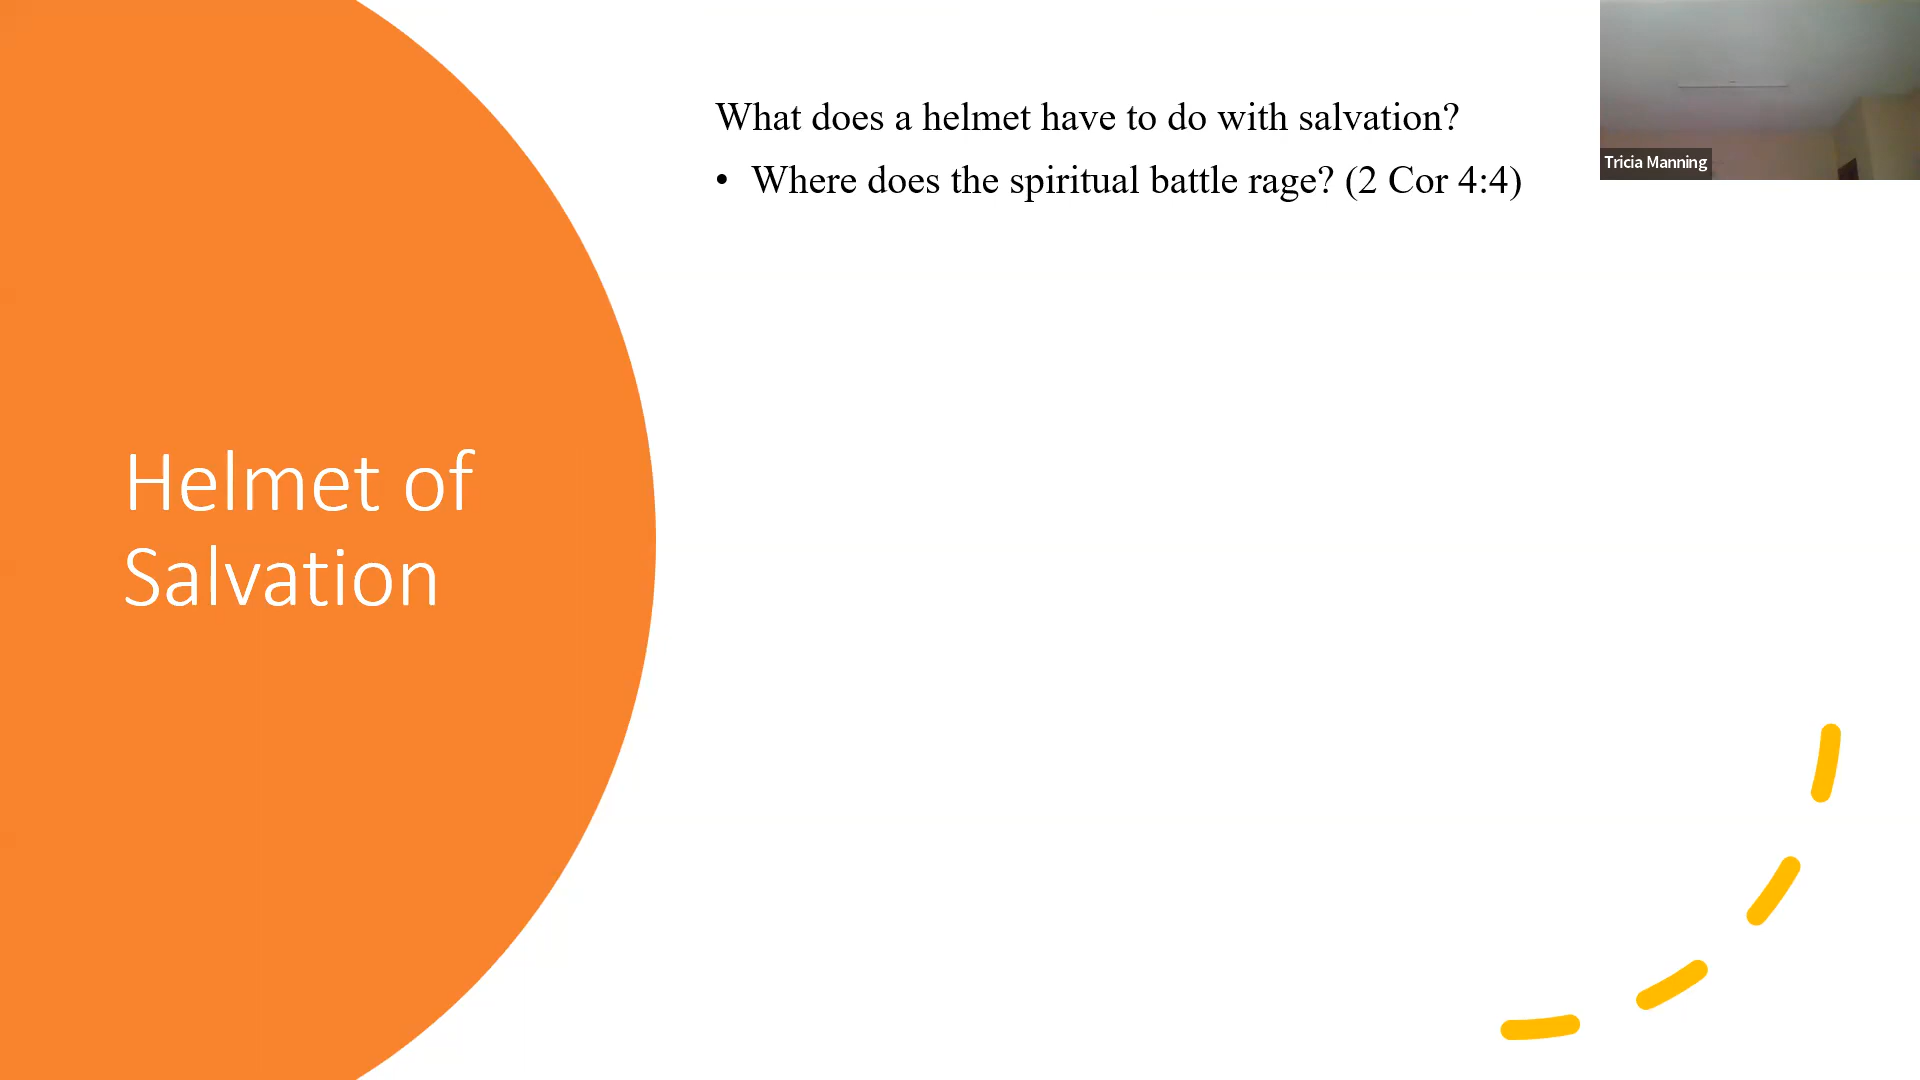 Helmet of
Salvation
What does a helmet have to do with salvation?
• Where does the spiritual battle rage? (2 Cor 4:4)
Tricia Manning